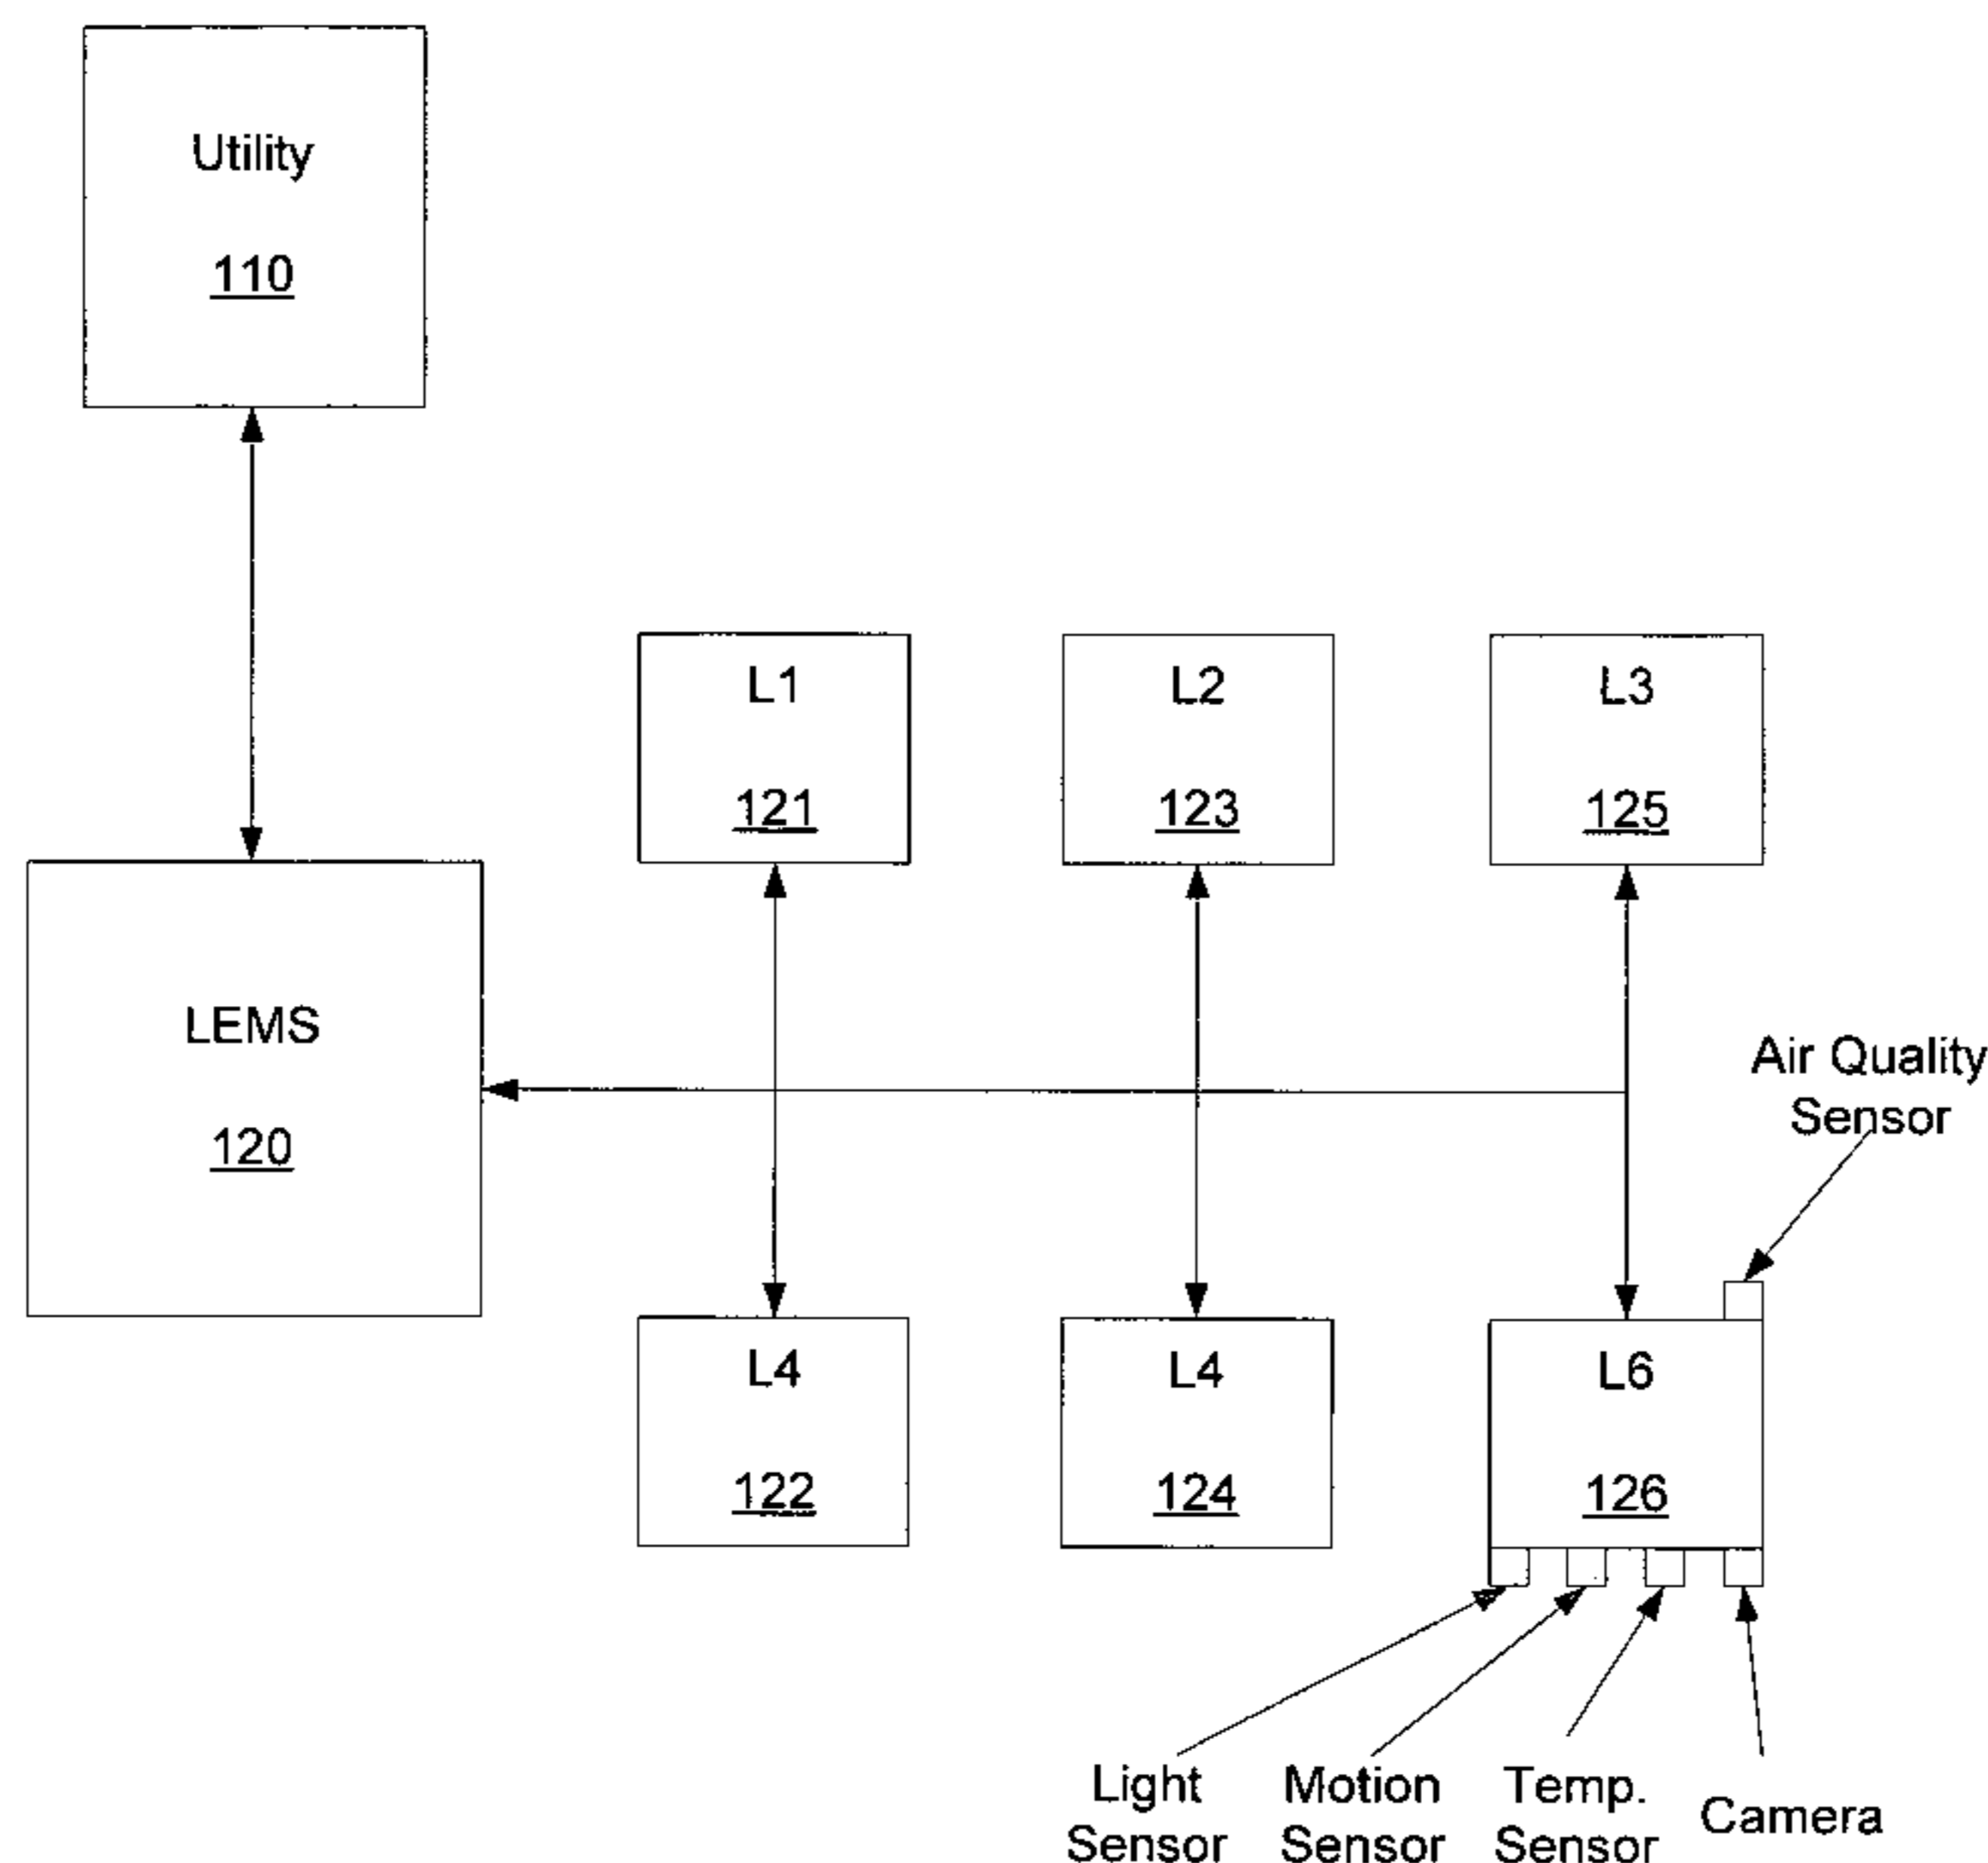 Utility
110
L1
L2
L3
121
123
125
LEMS
120
Air Quality
Sensor
L4
L4
L6
122
124
126
Light
Sensor
Motion
Sensor
Temp.
Sensor
Camera